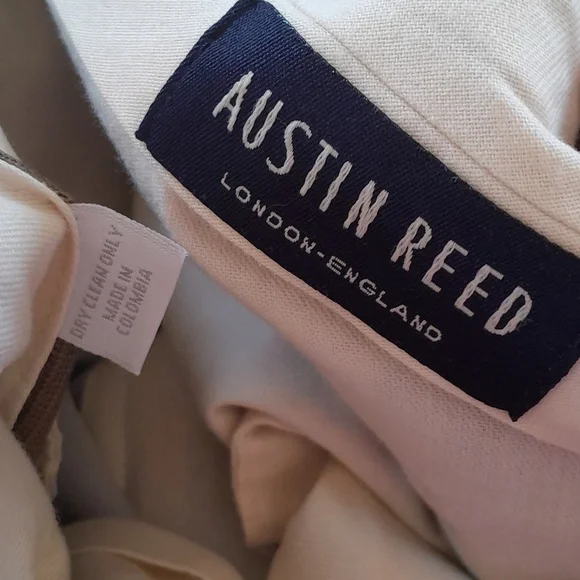 AUSTIN REED
LONDON-ENGLAND
DRY CLEAN ONLY
MADE IN
COLOMBIA